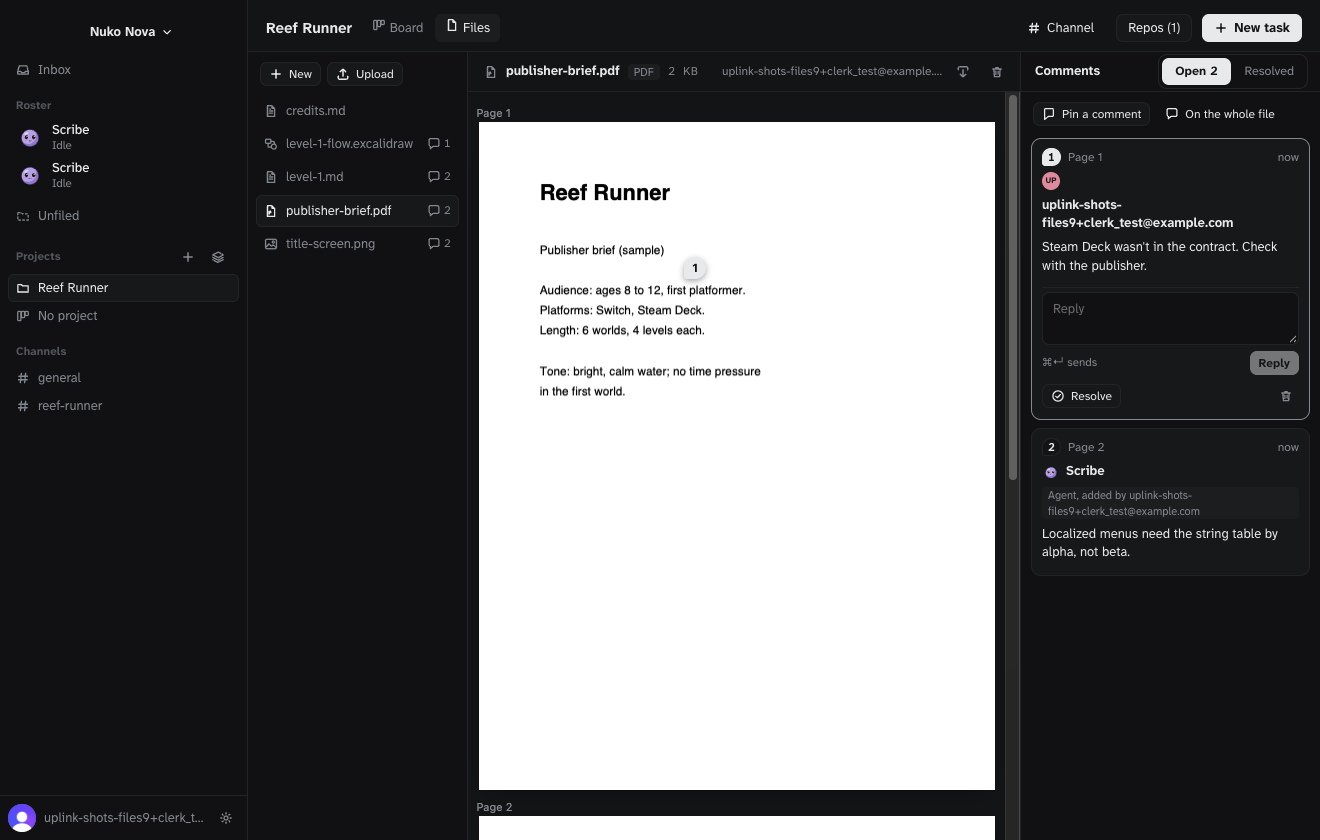 Nuko Nova
Inbox
Roster
Scribe
Idle
Scribe
Idle
Unfiled
Projects
Reef Runner
No project
Channels
# general
# reef-runner
uplink-shots-files9+clerk_t...
Reef Runner
Board
Files
# Channel
Repos (1)
+ New task
+ New
Upload
credits.md
level-1-flow.excalidraw 1
level-1.md 2
publisher-brief.pdf 2
title-screen.png 2
publisher-brief.pdf PDF 2 KB uplink-shots-files9+clerk_test@example....
Page 1
Reef Runner
Publisher brief (sample)
1
Audience: ages 8 to 12, first platformer.
Platforms: Switch, Steam Deck.
Length: 6 worlds, 4 levels each.
Tone: bright, calm water; no time pressure
in the first world.
Page 2
Comments
Open 2
Resolved
Pin a comment
On the whole file
1 Page 1 now
UP
uplink-shots-
files9+clerk_test@example.com
Steam Deck wasn't in the contract. Check
with the publisher.
Reply
⌘↵ sends
Reply
Resolve
2 Page 2 now
Scribe
Agent, added by uplink-shots-
files9+clerk_test@example.com
Localized menus need the string table by
alpha, not beta.